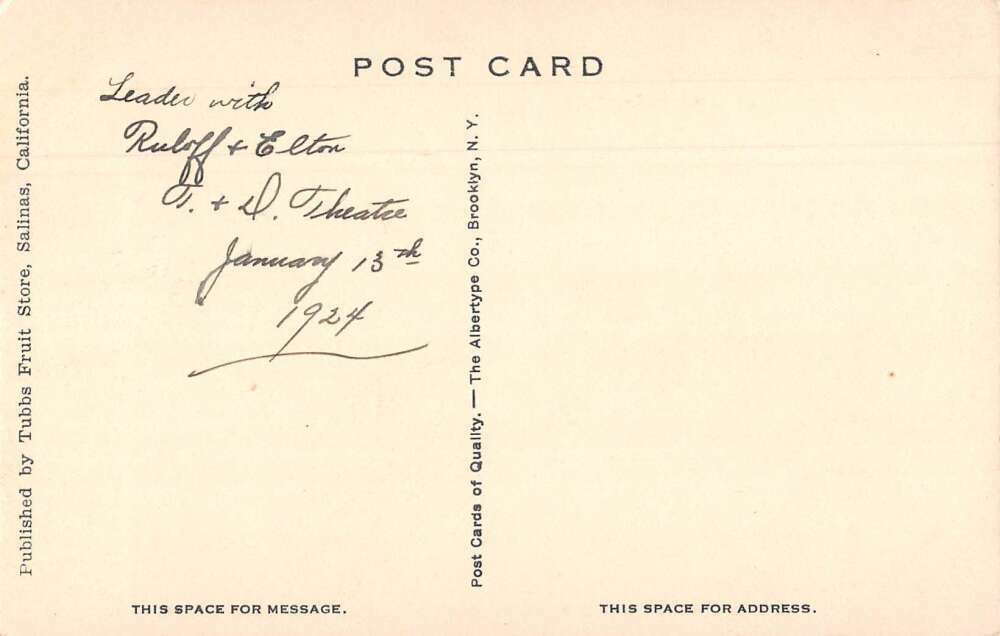 POST CARD
Leader with
Ruloff + Elton
T. + D. Theatre
January 13th
1924
Published by Tubbs Fruit Store, Salinas, California.
Post Cards of Quality. — The Albertype Co., Brooklyn, N. Y.
THIS SPACE FOR MESSAGE.
THIS SPACE FOR ADDRESS.